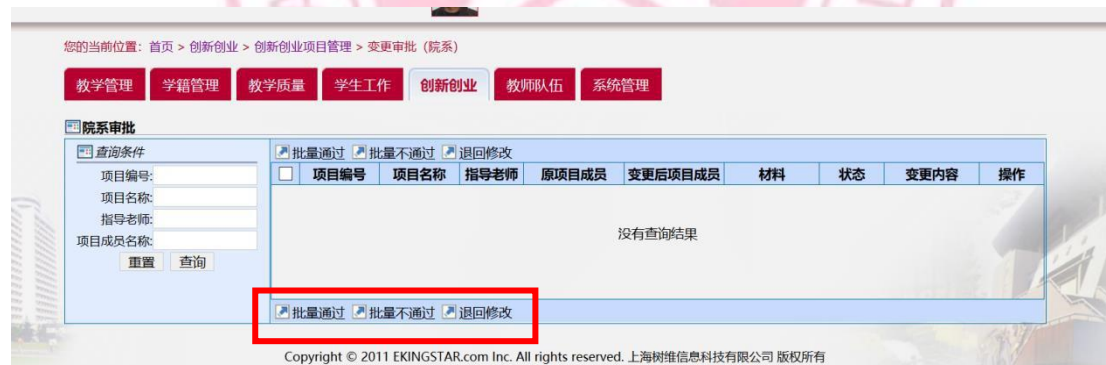 您的当前位置：首页 > 创新创业 > 创新创业项目管理 > 变更审批（院系）
教学管理 学籍管理 教学质量 学生工作 创新创业 教师队伍 系统管理
院系审批
查询条件
项目编号:
项目名称:
指导老师:
项目成员名称:
重置 查询
批量通过 批量不通过 退回修改
项目编号 项目名称 指导老师 原项目成员 变更后项目成员 材料 状态 变更内容 操作
没有查询结果
批量通过 批量不通过 退回修改
Copyright © 2011 EKINGSTAR.com Inc. All rights reserved. 上海树维信息科技有限公司 版权所有